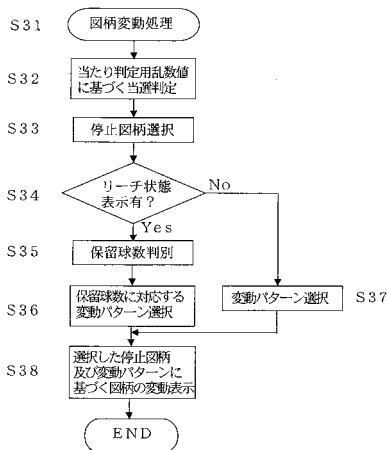 S31
図柄変動処理
S32
当たり判定用乱数値
に基づく当選判定
S33
停止図柄選択
S34
リーチ状態
表示有?
No
Yes
S35
保留球数判別
S36
保留球数に対応する
変動パターン選択
変動パターン選択
S37
S38
選択した停止図柄
及び変動パターンに
基づく図柄の変動表示
END